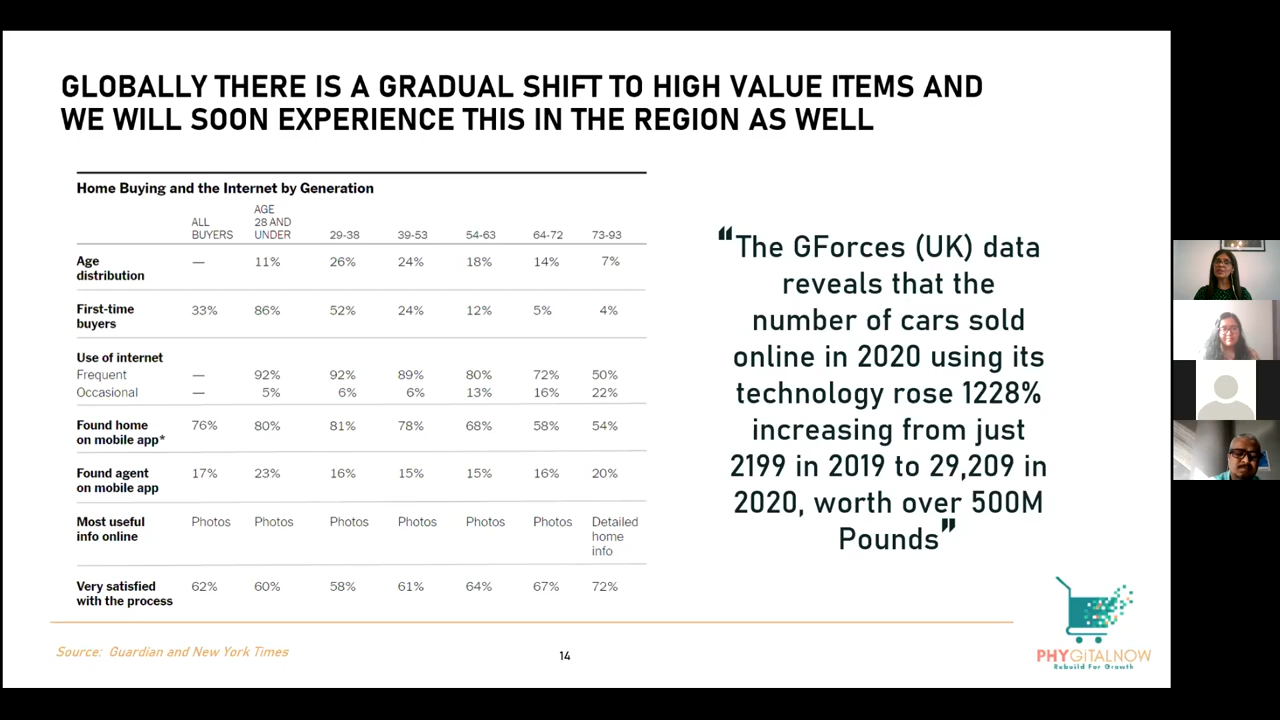 GLOBALLY THERE IS A GRADUAL SHIFT TO HIGH VALUE ITEMS AND
WE WILL SOON EXPERIENCE THIS IN THE REGION AS WELL
Home Buying and the Internet by Generation
ALL BUYERS AGE 28 AND UNDER 29-38 39-53 54-63 64-72 73-93
Age distribution — 11% 26% 24% 18% 14% 7%
First-time buyers 33% 86% 52% 24% 12% 5% 4%
Use of internet
Frequent — 92% 92% 89% 80% 72% 50%
Occasional — 5% 6% 6% 13% 16% 22%
Found home on mobile app* 76% 80% 81% 78% 68% 58% 54%
Found agent on mobile app 17% 23% 16% 15% 15% 16% 20%
Most useful info online Photos Photos Photos Photos Photos Photos Detailed home info
Very satisfied with the process 62% 60% 58% 61% 64% 67% 72%
“The GForces (UK) data
reveals that the
number of cars sold
online in 2020 using its
technology rose 1228%
increasing from just
2199 in 2019 to 29,209 in
2020, worth over 500M
Pounds”
Source: Guardian and New York Times
14
PHYGiTALNOW
Rebuild For Growth